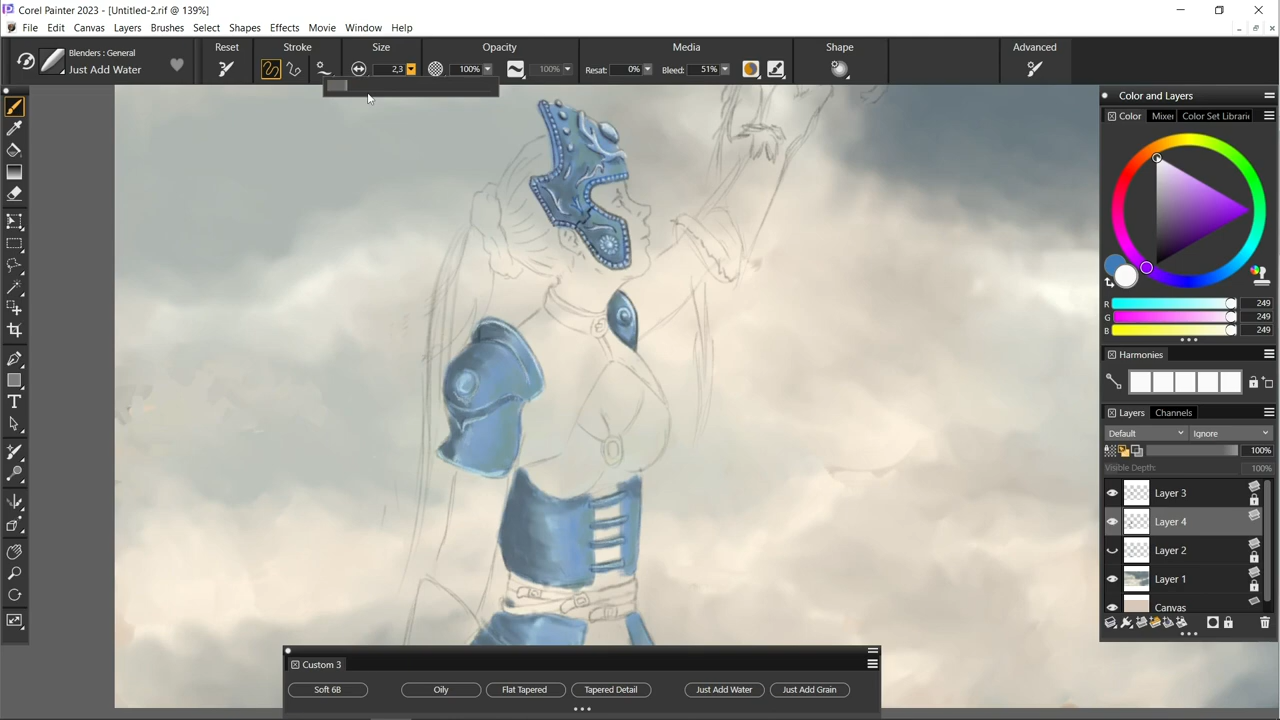 Corel Painter 2023 - [Untitled-2.rif @ 139%]
File Edit Canvas Layers Brushes Select Shapes Effects Movie Window Help
Reset Stroke Size Opacity Media Shape Advanced
Blenders : General
Just Add Water
2,3 100% 100% Resat: 0% Bleed: 51%
Color and Layers
Color Mixer Color Set Librari
R 249
G 249
B 249
Harmonies
Layers Channels
Default Ignore
100%
Visible Depth: 100%
Layer 3
Layer 4
Layer 2
Layer 1
Canvas
Custom 3
Soft 6B Oily Flat Tapered Tapered Detail Just Add Water Just Add Grain